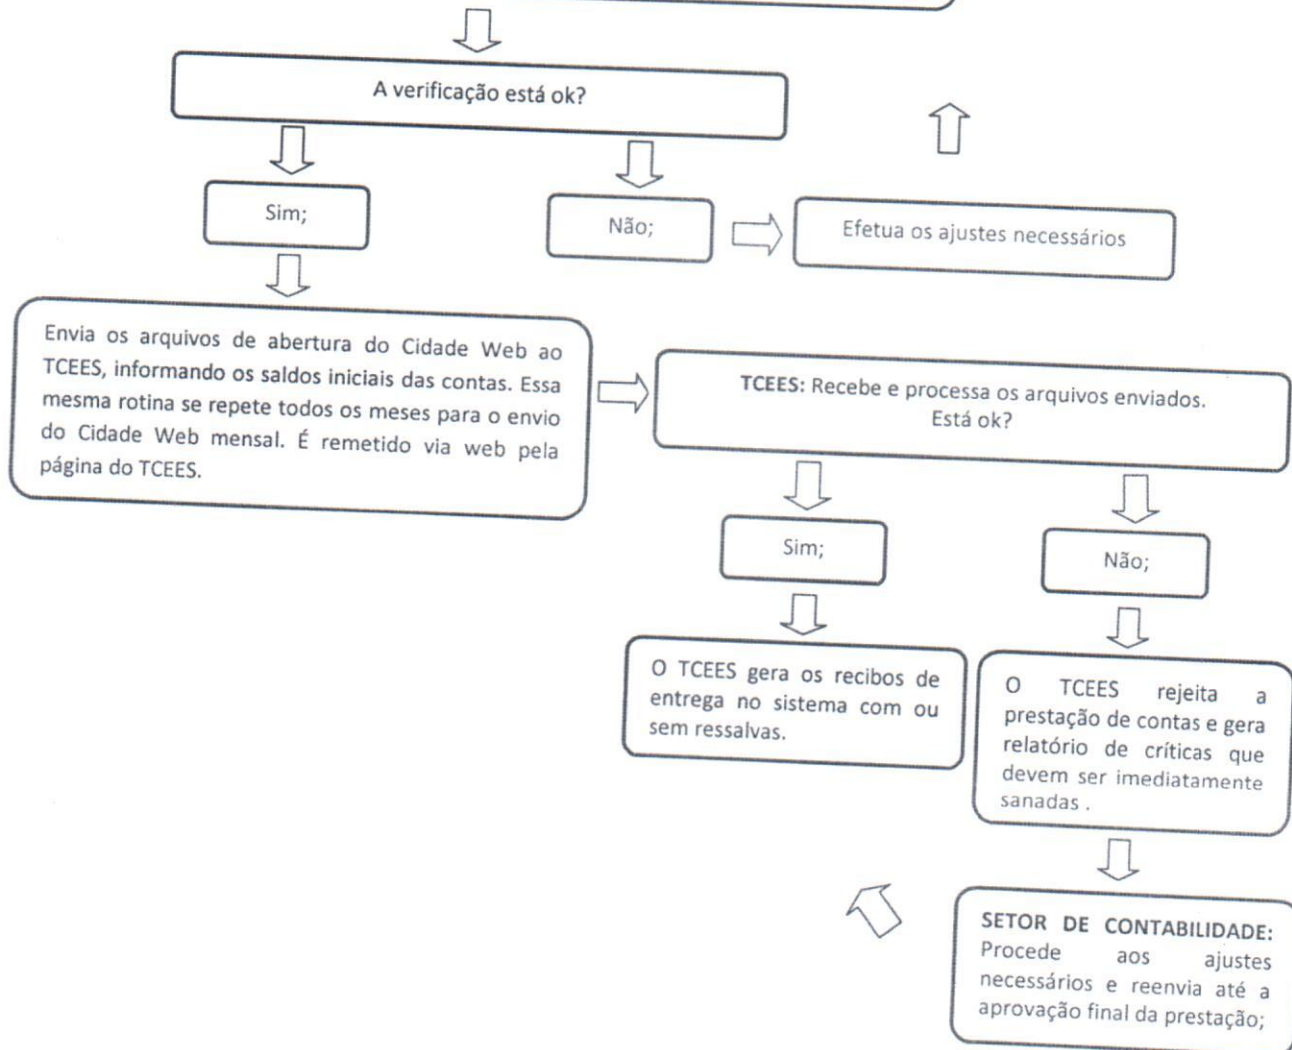 A verificação está ok?
Sim;
Não;
Efetua os ajustes necessários
Envia os arquivos de abertura do Cidade Web ao
TCEES, informando os saldos iniciais das contas. Essa
mesma rotina se repete todos os meses para o envio
do Cidade Web mensal. É remetido via web pela
página do TCEES.
TCEES: Recebe e processa os arquivos enviados.
Está ok?
Sim;
Não;
O TCEES gera os recibos de
entrega no sistema com ou
sem ressalvas.
O TCEES rejeita a
prestação de contas e gera
relatório de críticas que
devem ser imediatamente
sanadas .
SETOR DE CONTABILIDADE:
Procede aos ajustes
necessários e reenvia até a
aprovação final da prestação;